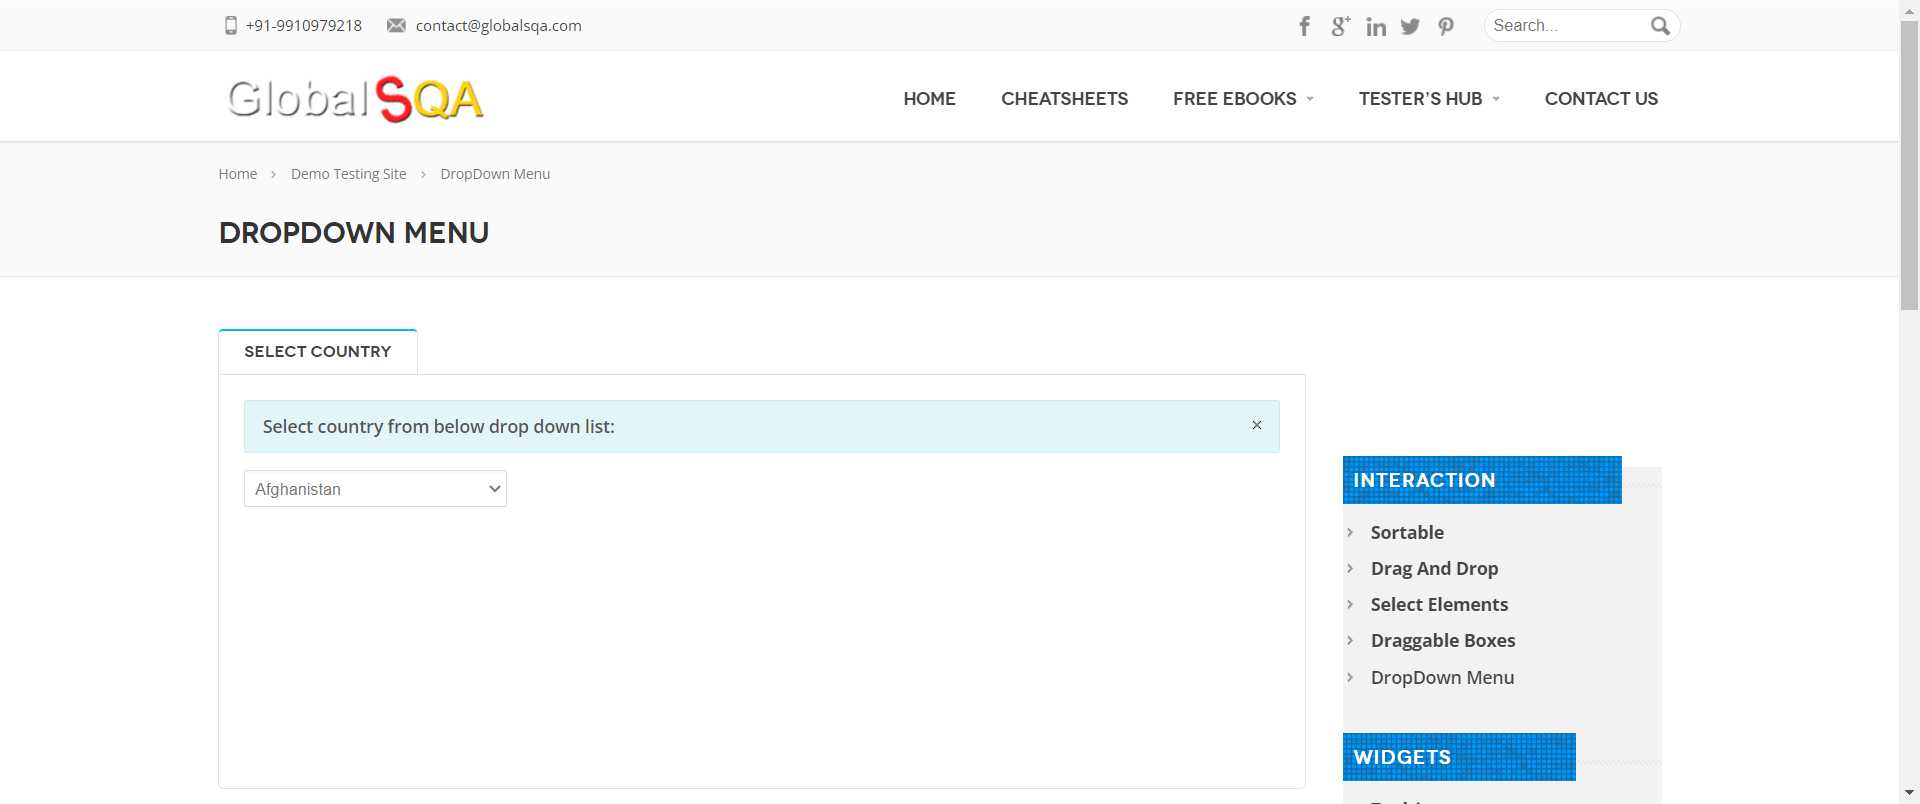 +91-9910979218 contact@globalsqa.com Search...
GlobalSQA HOME CHEATSHEETS FREE EBOOKS TESTER'S HUB CONTACT US
Home > Demo Testing Site > DropDown Menu
DROPDOWN MENU
SELECT COUNTRY
Select country from below drop down list: ×
Afghanistan
INTERACTION
Sortable
Drag And Drop
Select Elements
Draggable Boxes
DropDown Menu
WIDGETS